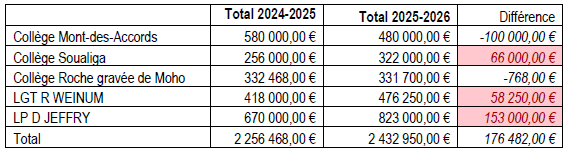 Total 2024-2025 Total 2025-2026 Différence
Collège Mont-des-Accords 580 000,00 € 480 000,00 € -100 000,00 €
Collège Soualiga 256 000,00 € 322 000,00 € 66 000,00 €
Collège Roche gravée de Moho 332 468,00 € 331 700,00 € -768,00 €
LGT R WEINUM 418 000,00 € 476 250,00 € 58 250,00 €
LP D JEFFRY 670 000,00 € 823 000,00 € 153 000,00 €
Total 2 256 468,00 € 2 432 950,00 € 176 482,00 €